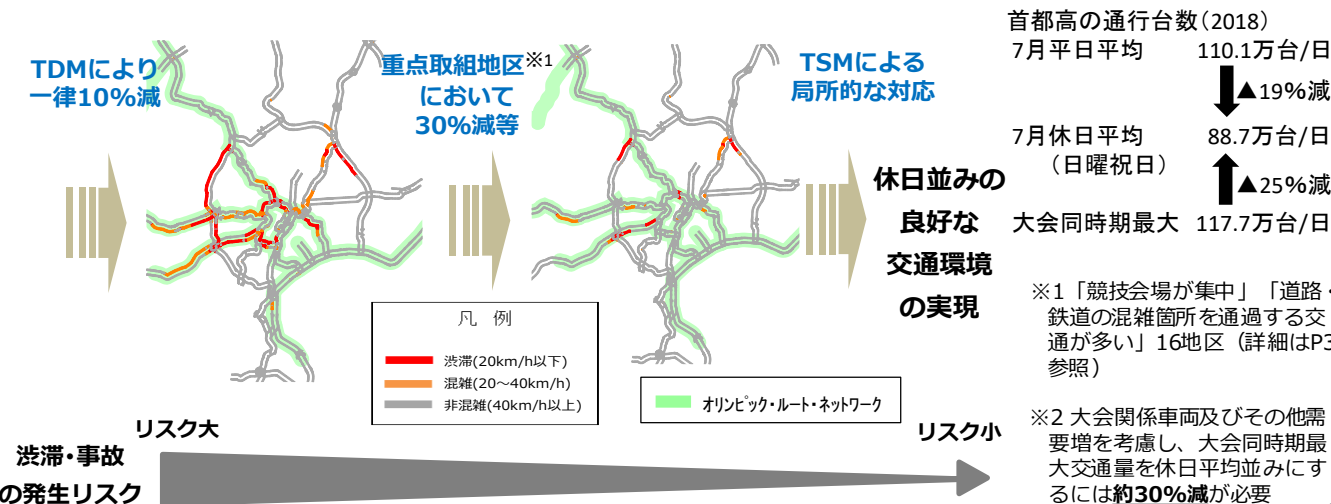 首都高の通行台数(2018)
7月平日平均 110.1万台/日
▲19%減
7月休日平均 88.7万台/日
(日曜祝日)
▲25%減
大会同時期最大 117.7万台/日
TDMにより
一律10%減
重点取組地区※1
において
30%減等
TSMによる
局所的な対応
休日並みの
良好な
交通環境
の実現
凡 例
渋滞(20km/h以下)
混雑(20～40km/h)
非混雑(40km/h以上)
オリンピック・ルート・ネットワーク
※1「競技会場が集中」「道路・
鉄道の混雑箇所を通過する交
通が多い」16地区（詳細はP3
参照）
※2 大会関係車両及びその他需
要増を考慮し、大会同時期最
大交通量を休日平均並みにす
るには約30%減が必要
リスク大
リスク小
渋滞・事故
の発生リスク